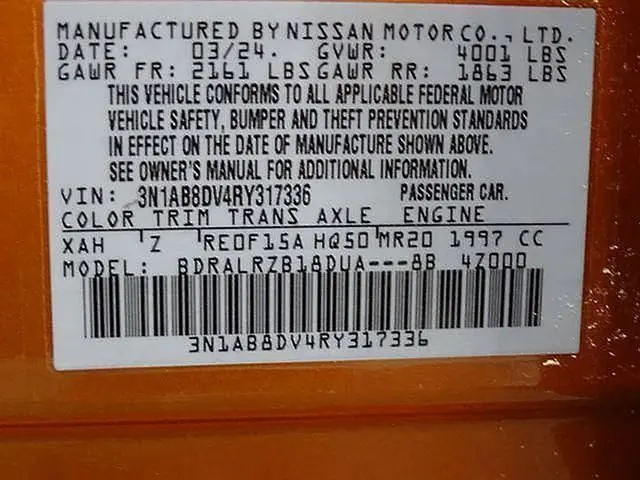 MANUFACTURED BY NISSAN MOTOR CO., LTD.
DATE: 03/24. GVWR: 4001 LBS
GAWR FR: 2161 LBS GAWR RR: 1863 LBS
THIS VEHICLE CONFORMS TO ALL APPLICABLE FEDERAL MOTOR
VEHICLE SAFETY, BUMPER AND THEFT PREVENTION STANDARDS
IN EFFECT ON THE DATE OF MANUFACTURE SHOWN ABOVE.
SEE OWNER'S MANUAL FOR ADDITIONAL INFORMATION.
VIN: 3N1AB8DV4RY317336 PASSENGER CAR.
COLOR TRIM TRANS AXLE ENGINE
XAH Z RE0F15A HQ50 MR20 1997 CC
MODEL: BDRALRZB18DUA---8B 4Z000
3N1AB8DV4RY317336